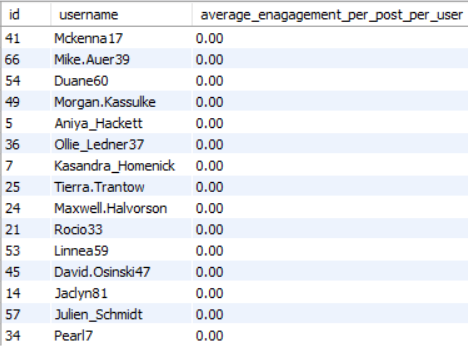 id username average_enagagement_per_post_per_user
41 Mckenna17 0.00
66 Mike.Auer39 0.00
54 Duane60 0.00
49 Morgan.Kassulke 0.00
5 Aniya_Hackett 0.00
36 Ollie_Ledner37 0.00
7 Kasandra_Homenick 0.00
25 Tierra.Trantow 0.00
24 Maxwell.Halvorson 0.00
21 Rocio33 0.00
53 Linnea59 0.00
45 David.Osinski47 0.00
14 Jaclyn81 0.00
57 Julien_Schmidt 0.00
34 Pearl7 0.00